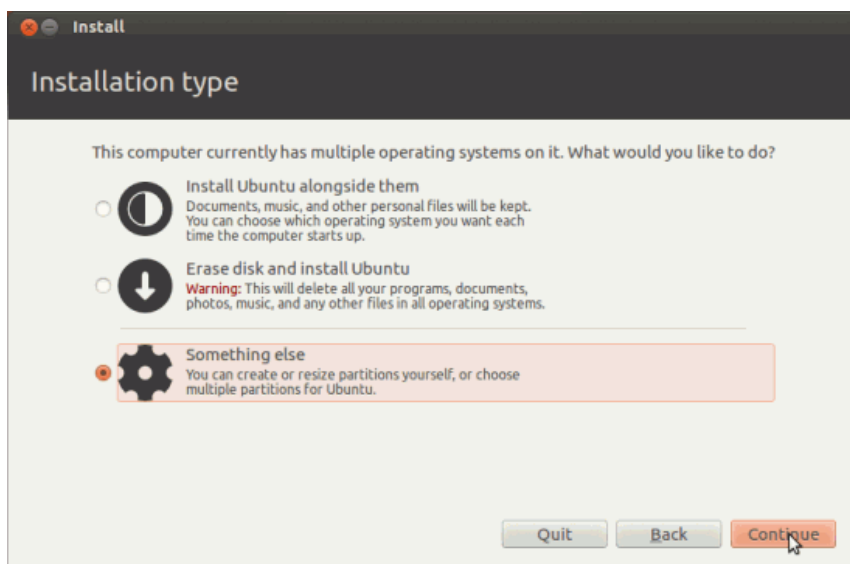 Install
Installation type
This computer currently has multiple operating systems on it. What would you like to do?
Install Ubuntu alongside them
Documents, music, and other personal files will be kept.
You can choose which operating system you want each
time the computer starts up.
Erase disk and install Ubuntu
Warning: This will delete all your programs, documents,
photos, music, and any other files in all operating systems.
Something else
You can create or resize partitions yourself, or choose
multiple partitions for Ubuntu.
Quit Back Continue